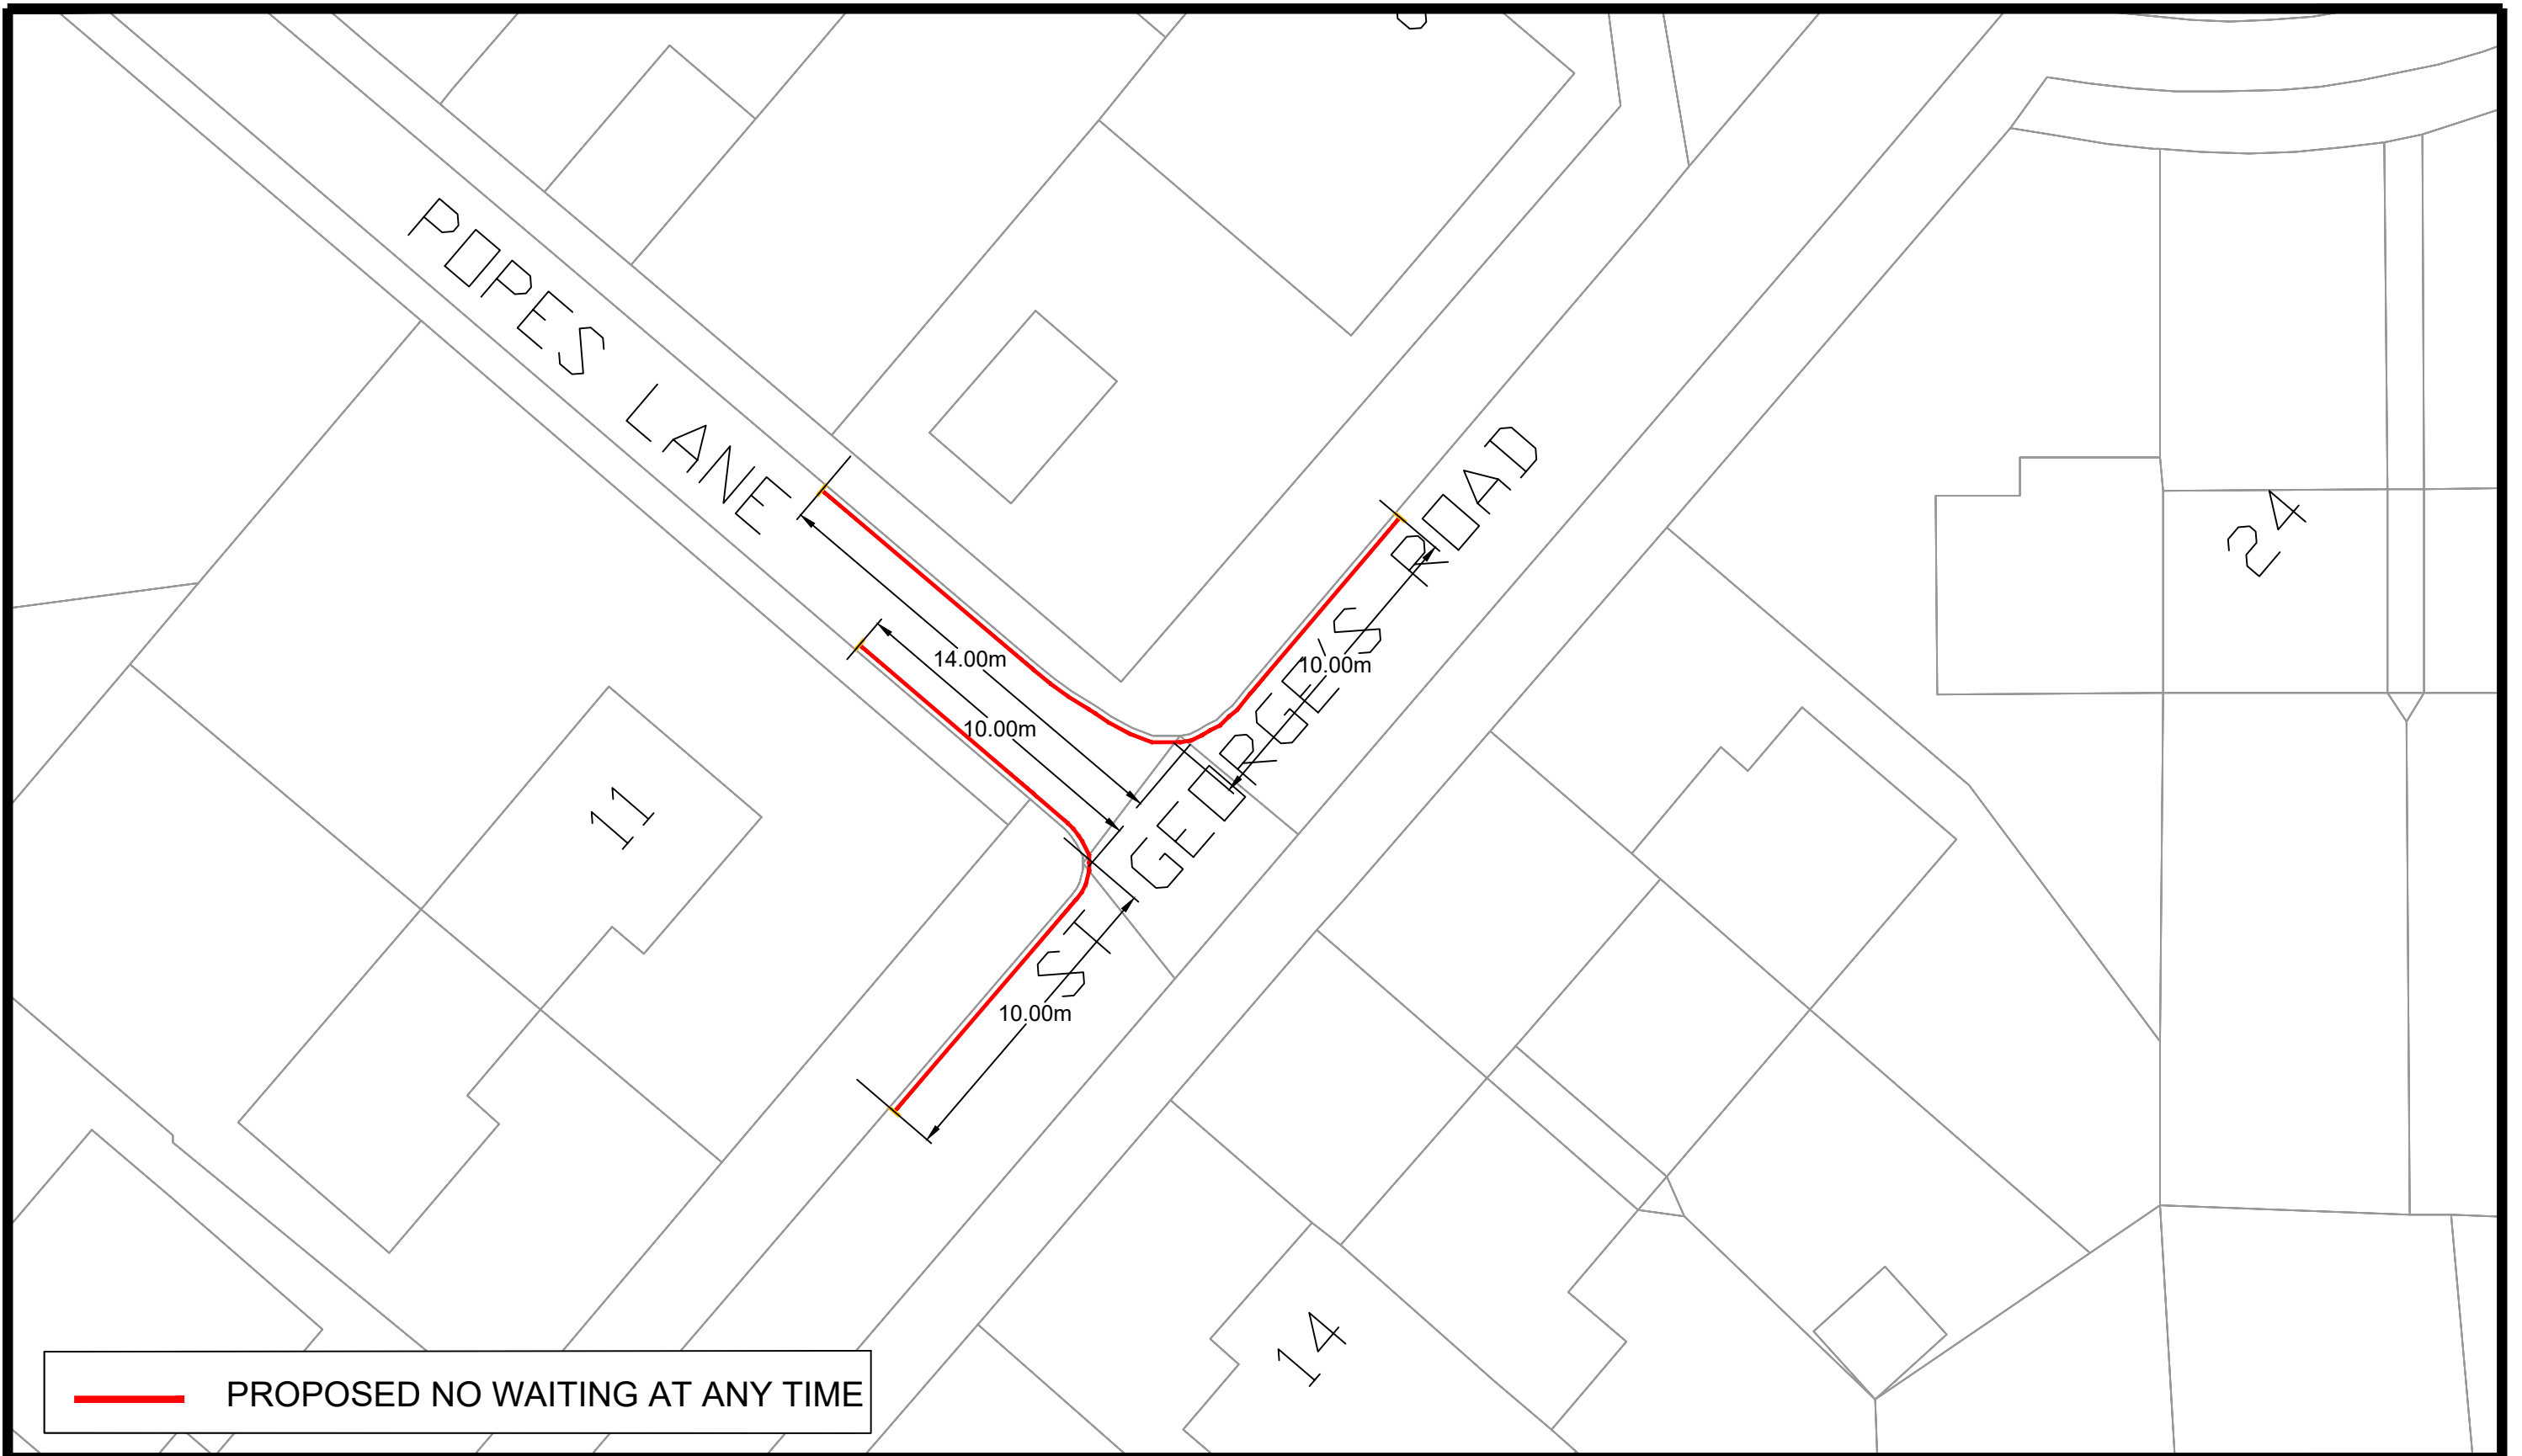 POPES LANE
ST GEORGE'S ROAD
14.00m
10.00m
10.00m
10.00m
11
24
14
PROPOSED NO WAITING AT ANY TIME